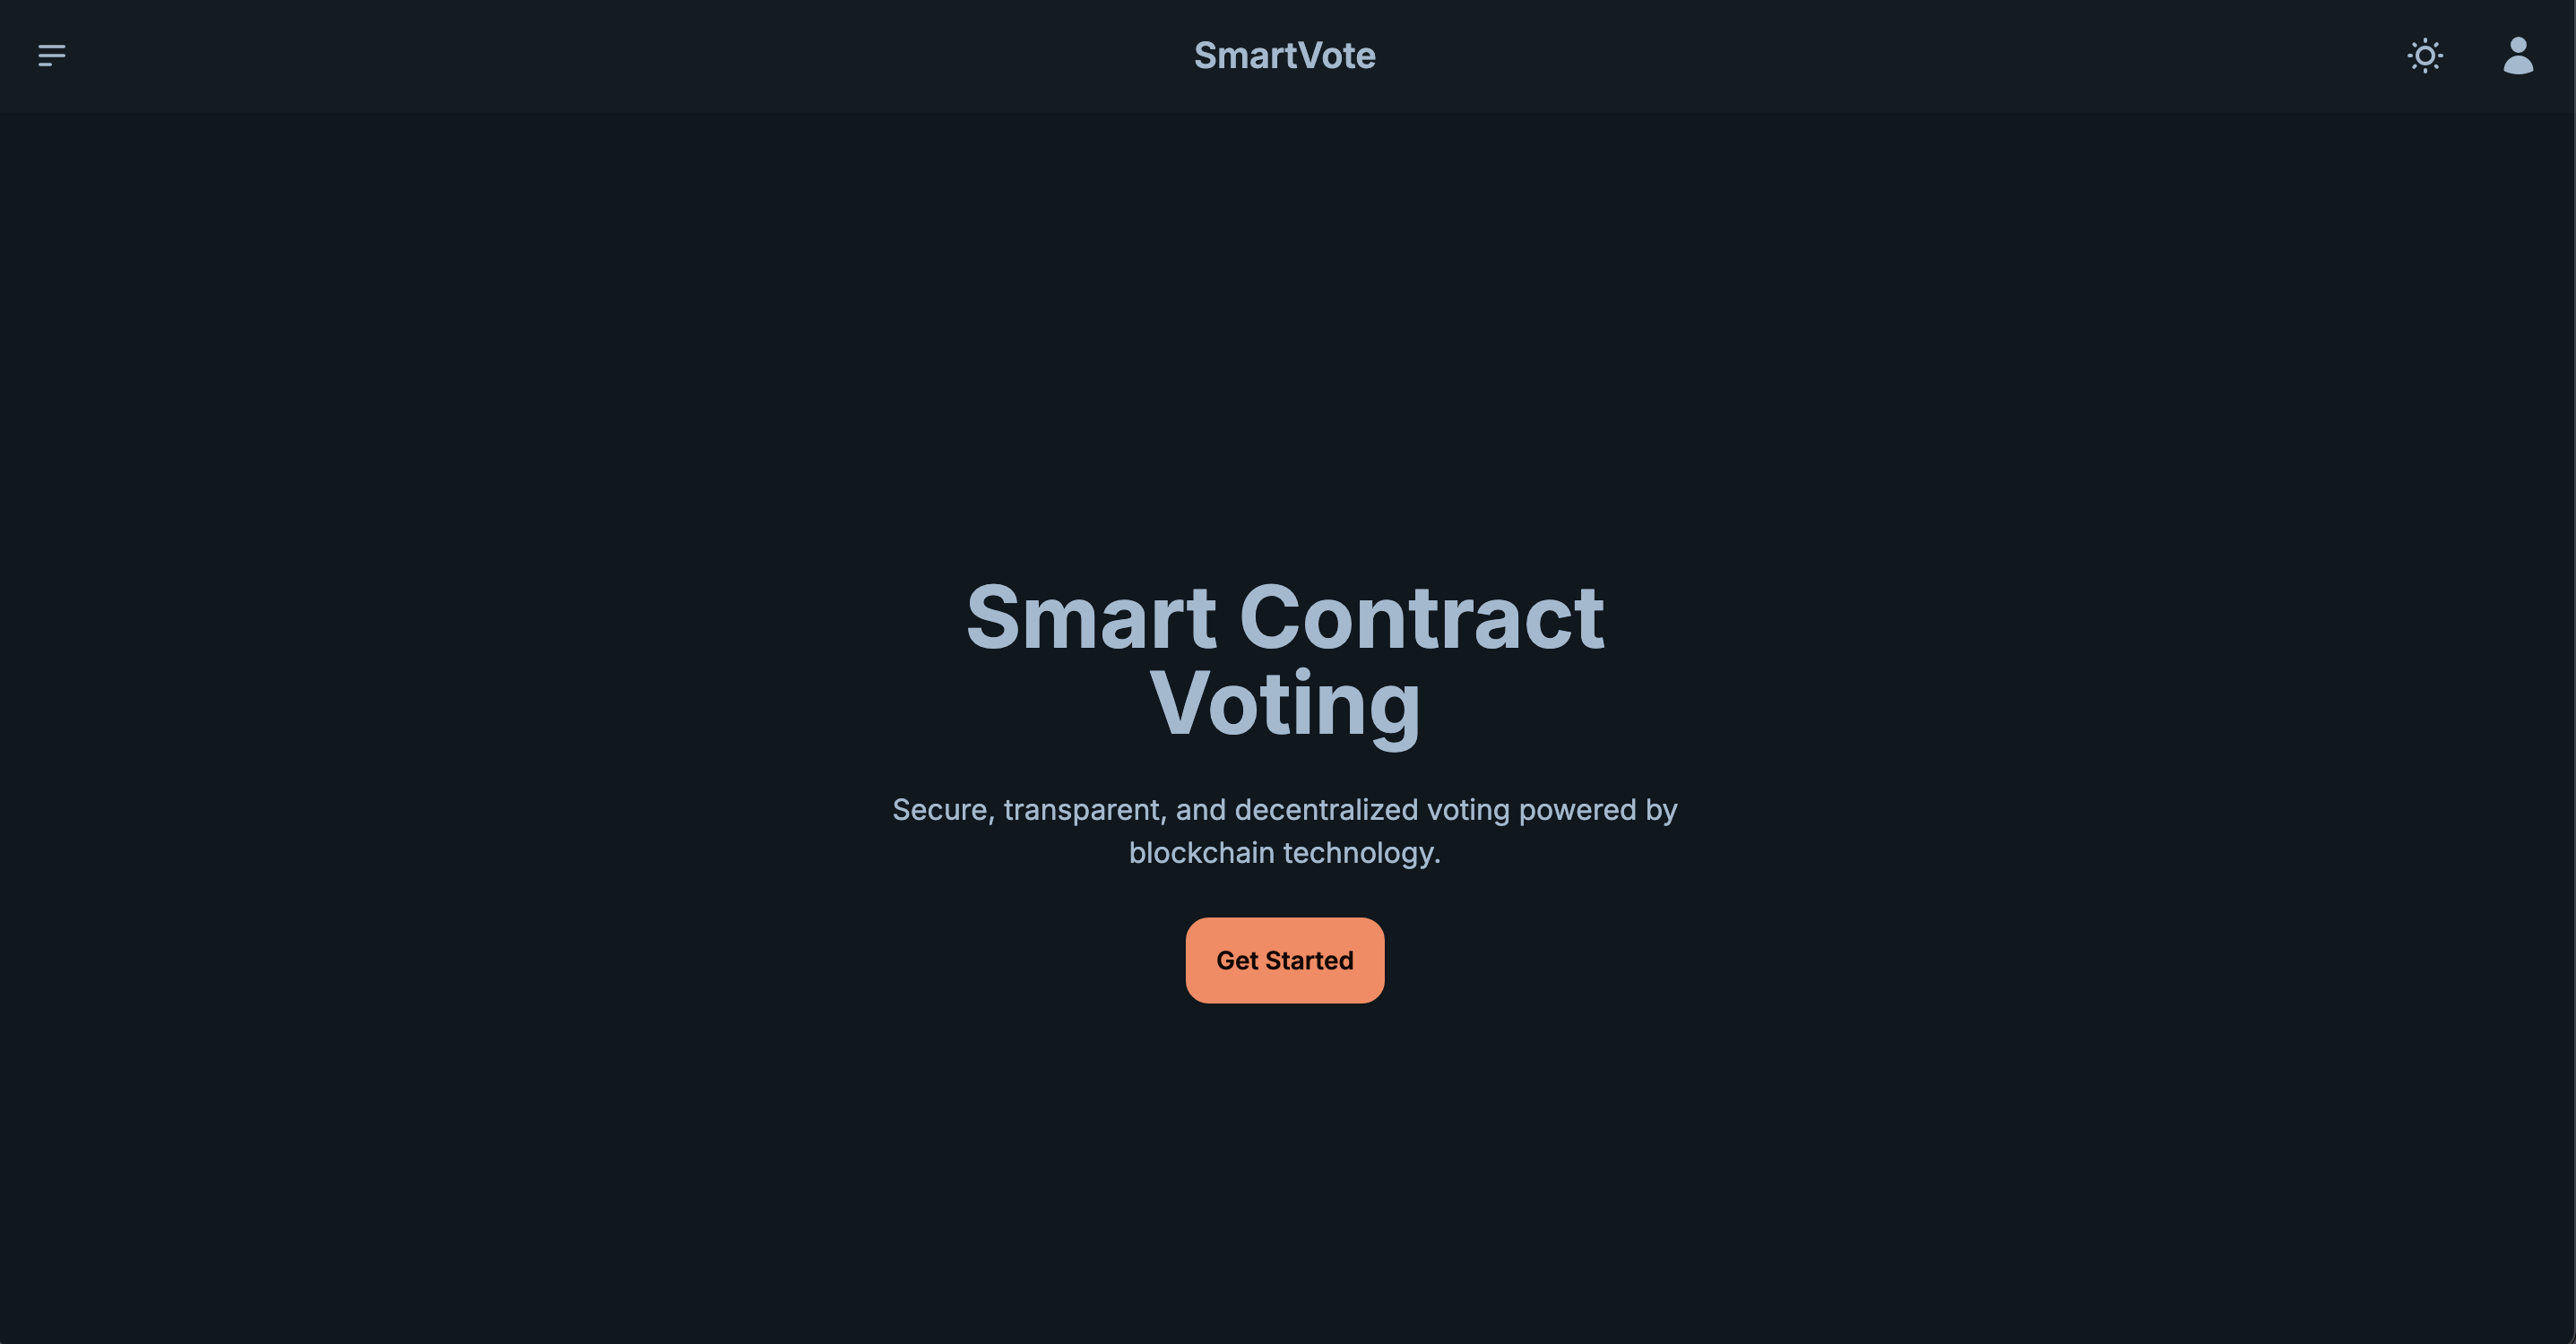 SmartVote
Smart Contract
Voting
Secure, transparent, and decentralized voting powered by
blockchain technology.
Get Started